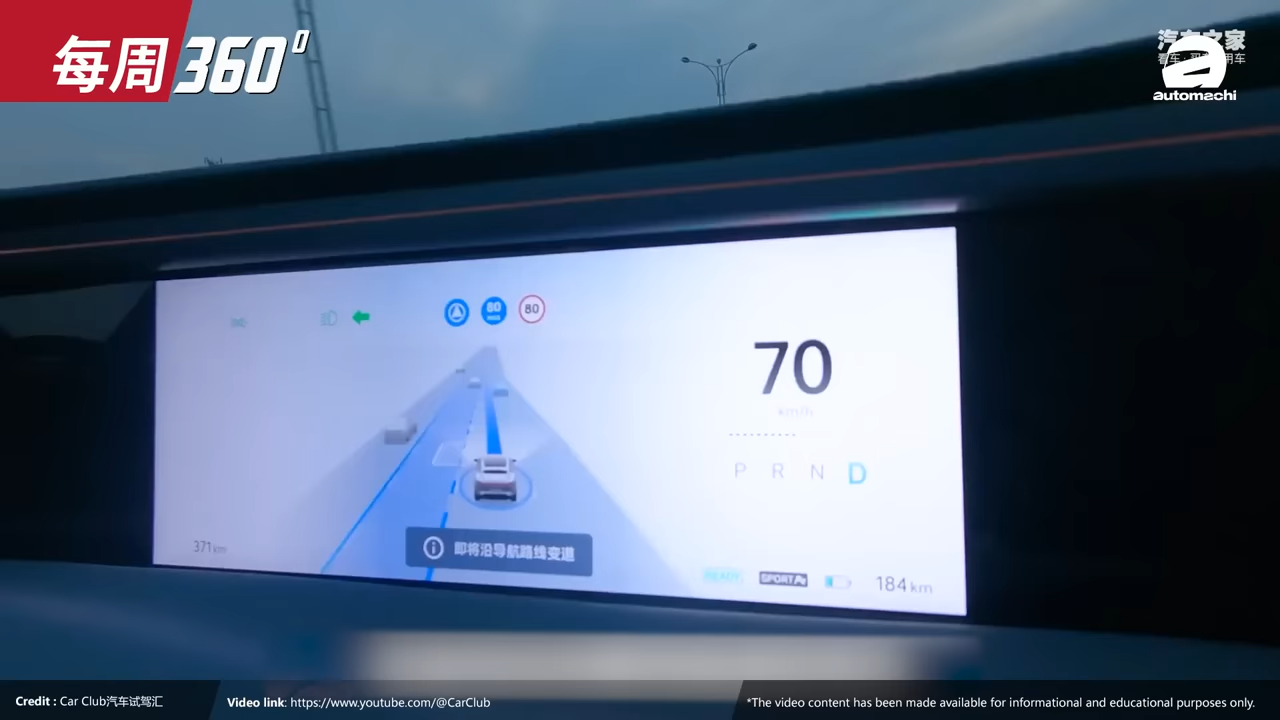 每周360°
汽车之家
automachi
80
80
70
km/h
P R N D
即将沿导航路线变道
371km
READY
SPORT
184 km
Credit : Car Club汽车试驾汇
Video link: https://www.youtube.com/@CarClub
*The video content has been made available for informational and educational purposes only.